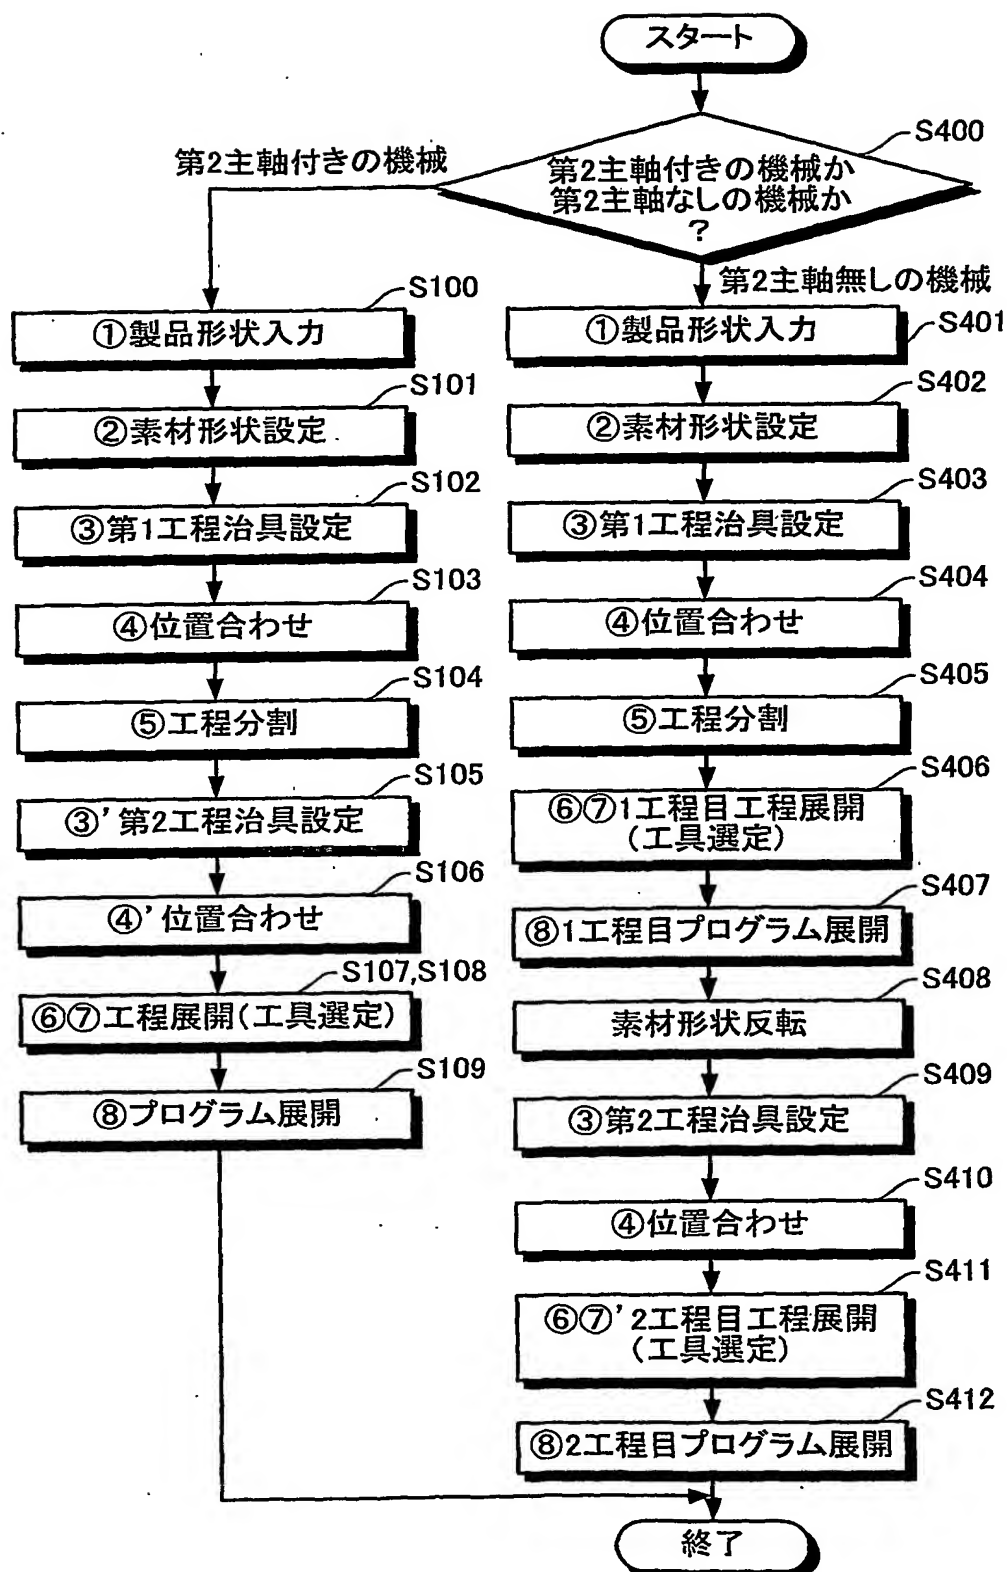 スタート
S400
第2主軸付きの機械か
第2主軸なしの機械か
?
第2主軸付きの機械
第2主軸無しの機械
S100
①製品形状入力
S101
②素材形状設定
S102
③第1工程治具設定
S103
④位置合わせ
S104
⑤工程分割
S105
③'第2工程治具設定
S106
④'位置合わせ
S107,S108
⑥⑦工程展開(工具選定)
S109
⑧プログラム展開
S401
①製品形状入力
S402
②素材形状設定
S403
③第1工程治具設定
S404
④位置合わせ
S405
⑤工程分割
S406
⑥⑦1工程目工程展開
(工具選定)
S407
⑧1工程目プログラム展開
S408
素材形状反転
S409
③第2工程治具設定
S410
④位置合わせ
S411
⑥⑦'2工程目工程展開
(工具選定)
S412
⑧2工程目プログラム展開
終了